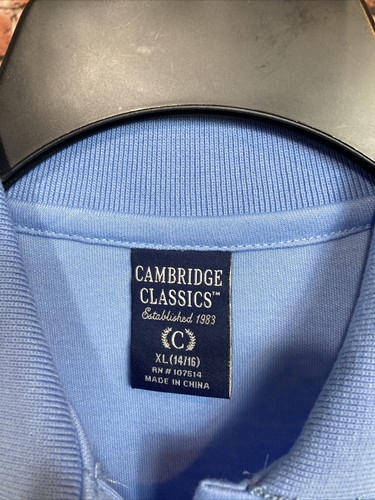 CAMBRIDGE
CLASSICS™
Established 1983
C
XL (14/16)
RN # 107514
MADE IN CHINA